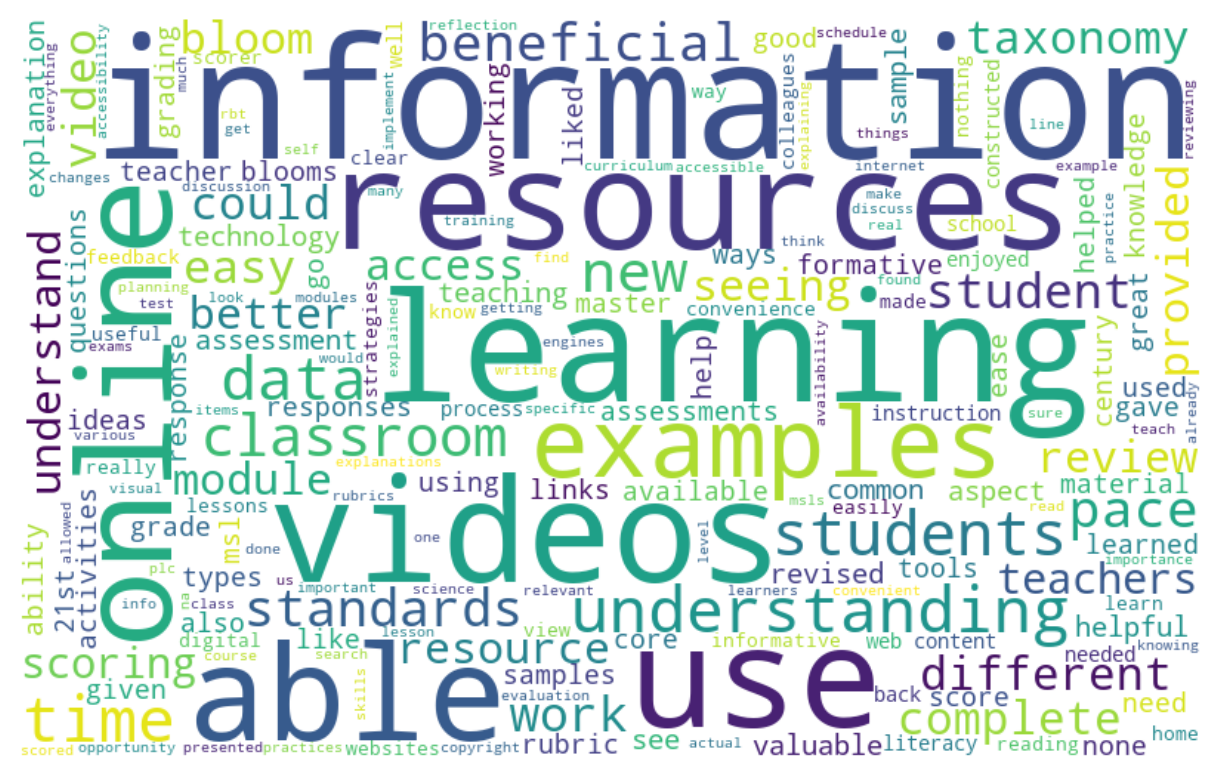 explanation
everything
accessibility
video
grading
bloom
scorer
information
rbt
get
self
implement
well
reflection
beneficial
working
liked
good
way
schedule
colleagues
explaining
sample
things
nothing
taxonomy
constructed
line
reviewing
changes
teacher
blooms
clear
many
curriculum
accessible
internet
example
discussion
could
resources
training
make
discuss
real
school
helped
practice
knowledge
understand
questions
feedback
online
technology
go
think
ways
formative
enjoyed
provided
planning
easy
access
find
new
seeing
made
student
great
test
look
modules
teaching
master
found
useful
better
know
getting
convenience
exams
assessment
would
strategies
explained
learning
engines
help
availability
ease
century
data
writing
used
ideas
response
items
responses
process
specific
assessments
instruction
sure
gave
already
various
classroom
examples
teach
really
explanations
review
visual
module
rubrics
using
links
available
msls
common
aspect
read
material
lessons
videos
easily
pace
ability
21st
allowed
activities
grade
msl
done
one
level
students
learned
plc
types
us
important
science
relevant
revised
tools
learners
convenient
teachers
importance
info
na
class
standards
understanding
learn
also
digital
like
lesson
view
core
informative
web
content
helpful
scoring
course
search
resource
needed
knowing
given
able
skills
samples
evaluation
use
back
score
different
need
time
work
complete
home
scored
opportunity
presented
practices
websites
copyright
rubric
see
actual
valuable
literacy
reading
none
much